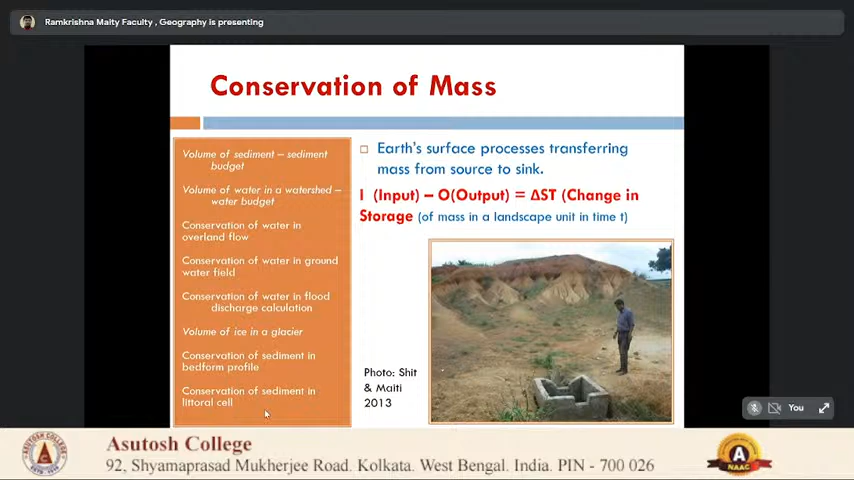 Ramkrishna Maity Faculty , Geography is presenting
Conservation of Mass
Volume of sediment – sediment
budget
Volume of water in a watershed –
water budget
Conservation of water in
overland flow
Conservation of water in ground
water field
Conservation of water in flood
discharge calculation
Volume of ice in a glacier
Conservation of sediment in
bedform profile
Conservation of sediment in
littoral cell
Earth's surface processes transferring
mass from source to sink.
I (Input) – O(Output) = ΔST (Change in
Storage (of mass in a landscape unit in time t)
Photo: Shit
& Maiti
2013
You
Asutosh College
92, Shyamaprasad Mukherjee Road. Kolkata. West Bengal. India. PIN - 700 026
A
NAAC